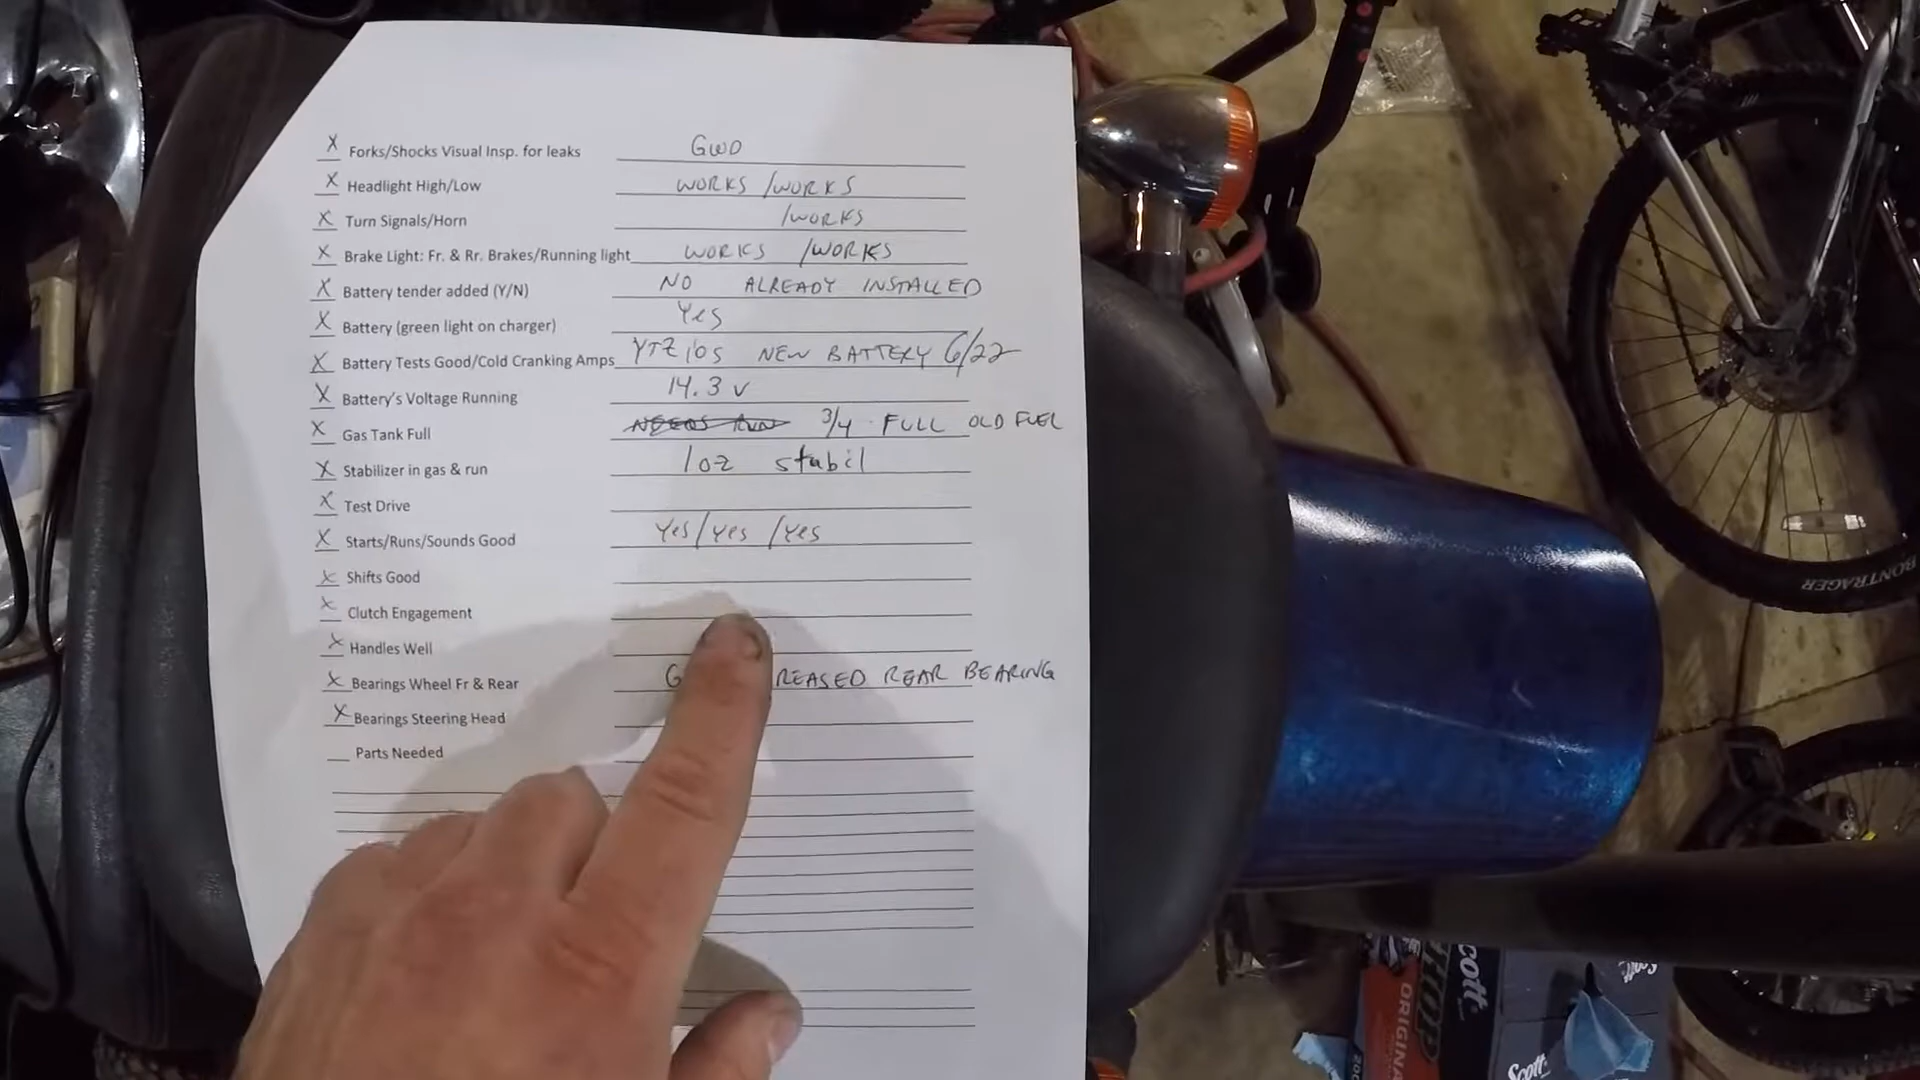 X Forks/Shocks Visual Insp. for leaks GWD
X Headlight High/Low WORKS /WORKS
X Turn Signals/Horn /WORKS
X Brake Light: Fr. & Rr. Brakes/Running light WORKS /WORKS
X Battery tender added (Y/N) NO ALREADY INSTALLED
X Battery (green light on charger) Yes
X Battery Tests Good/Cold Cranking Amps YTZ10S NEW BATTERY 6/22
X Battery's Voltage Running 14.3 V
X Gas Tank Full 3/4 FULL OLD FUEL
X Stabilizer in gas & run 1oz stabil
X Test Drive
X Starts/Runs/Sounds Good Yes/Yes /Yes
X Shifts Good
X Clutch Engagement
X Handles Well
X Bearings Wheel Fr & Rear G REASED REAR BEARING
X Bearings Steering Head
Parts Needed
BONTRAGER
Scott
ORIGINA
Scott
Scott